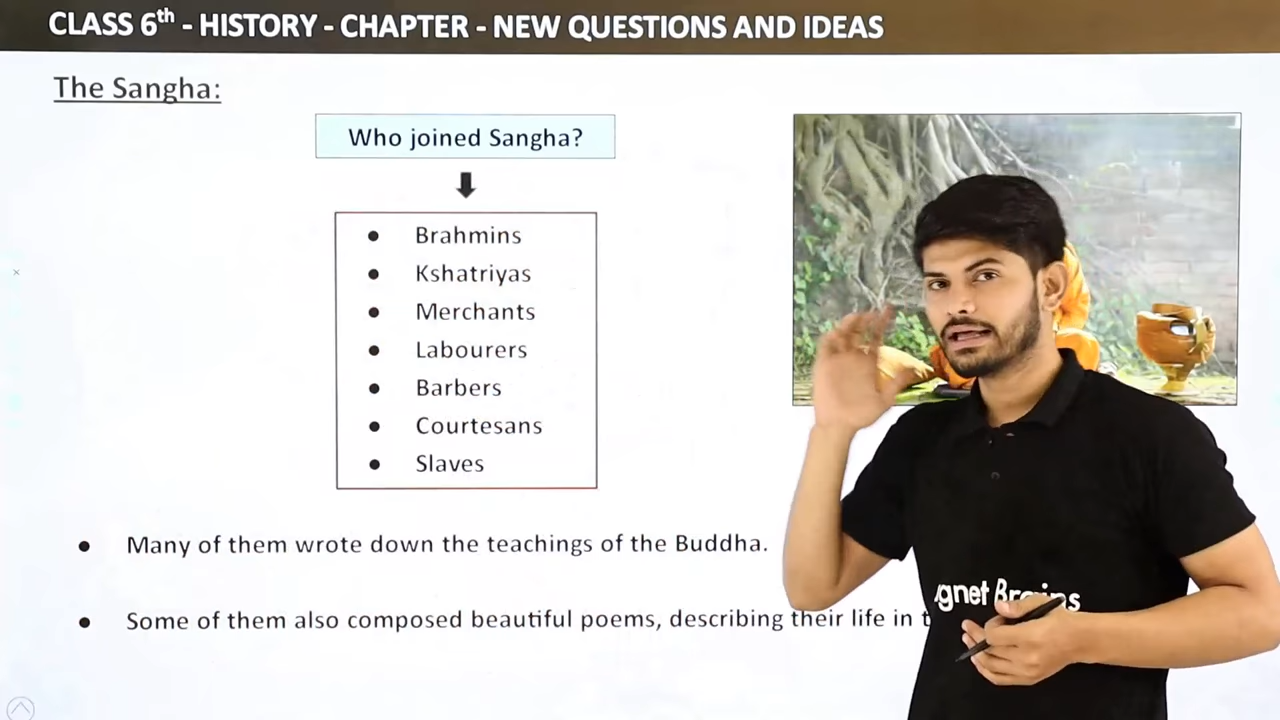 CLASS 6th - HISTORY - CHAPTER - NEW QUESTIONS AND IDEAS
The Sangha:
Who joined Sangha?
• Brahmins
• Kshatriyas
• Merchants
• Labourers
• Barbers
• Courtesans
• Slaves
• Many of them wrote down the teachings of the Buddha.
• Some of them also composed beautiful poems, describing their life in